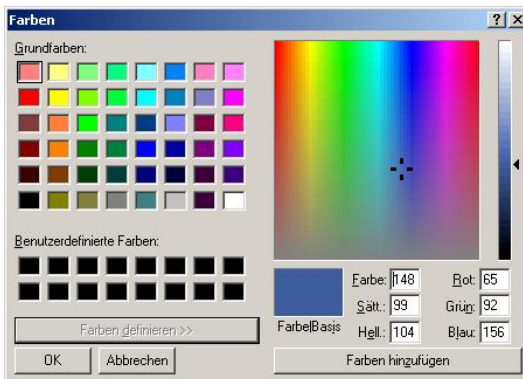 Farben
Grundfarben:
Benutzerdefinierte Farben:
Farben definieren >>
OK
Abbrechen
Farbe|Basis
Farbe: 148
Sätt.: 99
Hell.: 104
Rot: 65
Grün: 92
Blau: 156
Farben hinzufügen